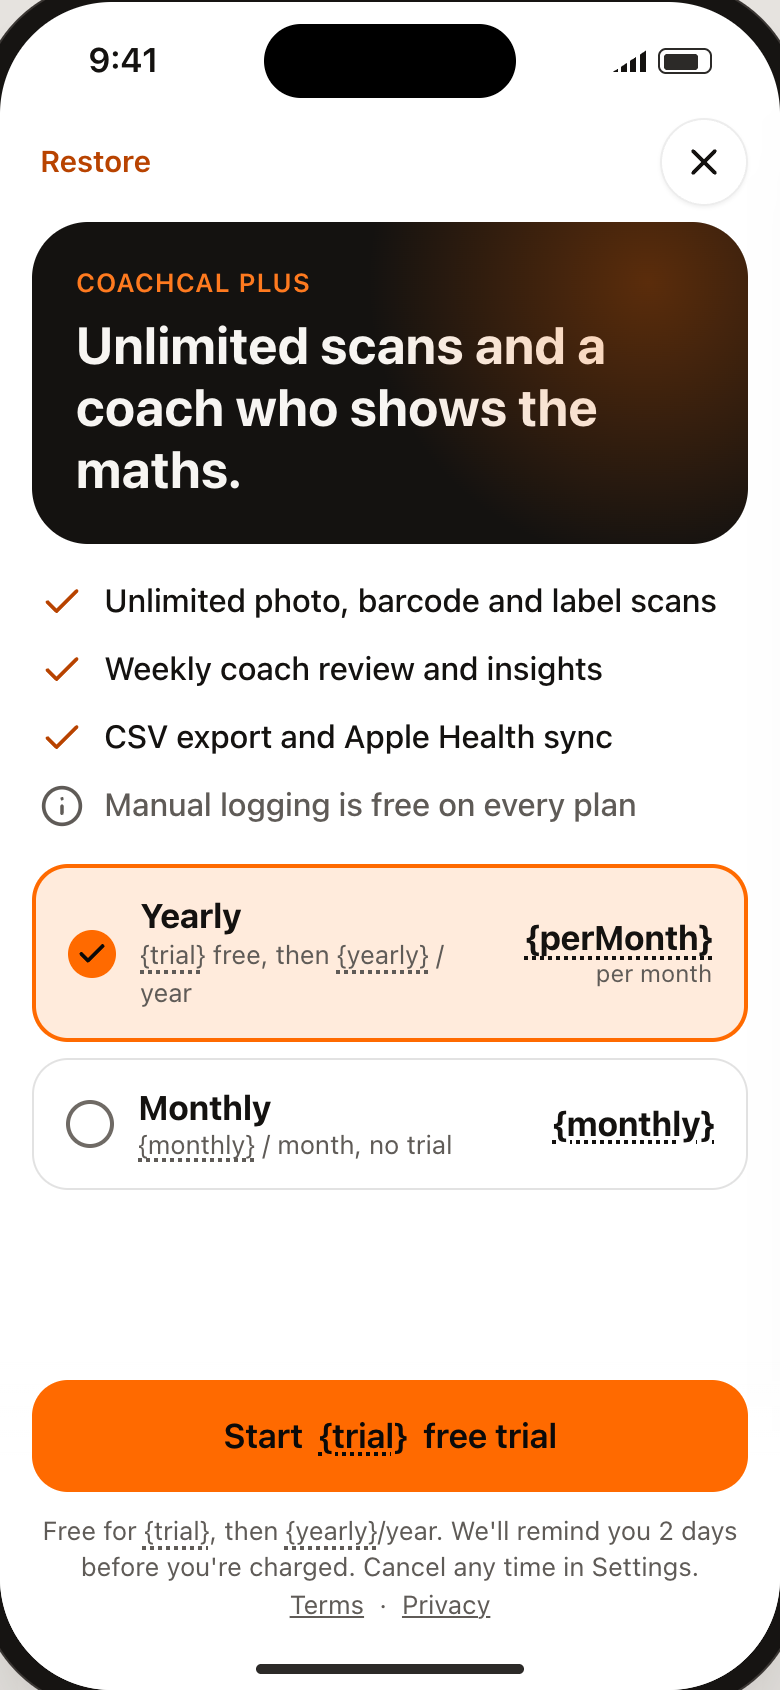 9:41
Restore
COACHCAL PLUS
Unlimited scans and a
coach who shows the
maths.
Unlimited photo, barcode and label scans
Weekly coach review and insights
CSV export and Apple Health sync
Manual logging is free on every plan
Yearly
{trial} free, then {yearly} /
year
{perMonth}
per month
Monthly
{monthly} / month, no trial
{monthly}
Start {trial} free trial
Free for {trial}, then {yearly}/year. We'll remind you 2 days
before you're charged. Cancel any time in Settings.
Terms · Privacy